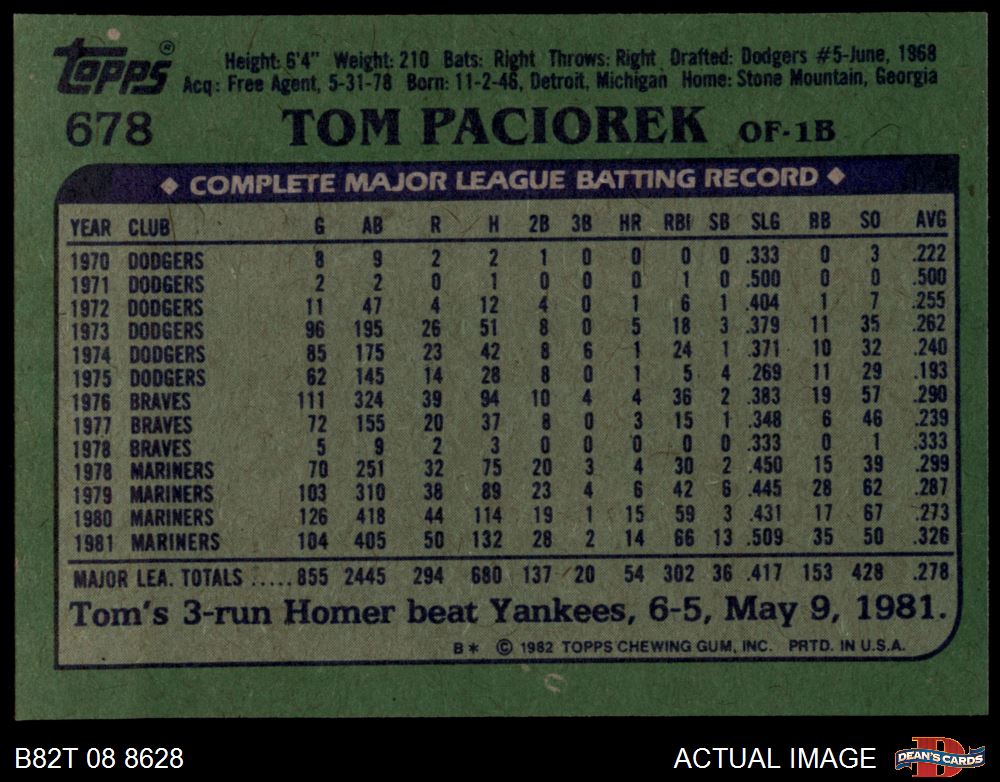 topps®
Height: 6'4" Weight: 210 Bats: Right Throws: Right Drafted: Dodgers #5-June, 1968
Acq: Free Agent, 5-31-78 Born: 11-2-46, Detroit, Michigan Home: Stone Mountain, Georgia
678 TOM PACIOREK OF-1B
◆ COMPLETE MAJOR LEAGUE BATTING RECORD ◆
YEAR CLUB G AB R H 2B 3B HR RBI SB SLG BB SO AVG
1970 DODGERS 8 9 2 2 1 0 0 0 0 .333 0 3 .222
1971 DODGERS 2 2 0 1 0 0 0 1 0 .500 0 0 .500
1972 DODGERS 11 47 4 12 4 0 1 6 1 .404 1 7 .255
1973 DODGERS 96 195 26 51 8 0 5 18 3 .379 11 35 .262
1974 DODGERS 85 175 23 42 8 6 1 24 1 .371 10 32 .240
1975 DODGERS 62 145 14 28 8 0 1 5 4 .269 11 29 .193
1976 BRAVES 111 324 39 94 10 4 4 36 2 .383 19 57 .290
1977 BRAVES 72 155 20 37 8 0 3 15 1 .348 6 46 .239
1978 BRAVES 5 9 2 3 0 0 0 0 0 .333 0 1 .333
1978 MARINERS 70 251 32 75 20 3 4 30 2 .450 15 39 .299
1979 MARINERS 103 310 38 89 23 4 6 42 6 .445 28 62 .287
1980 MARINERS 126 418 44 114 19 1 15 59 3 .431 17 67 .273
1981 MARINERS 104 405 50 132 28 2 14 66 13 .509 35 50 .326
MAJOR LEA. TOTALS .....855 2445 294 680 137 20 54 302 36 .417 153 428 .278
Tom's 3-run Homer beat Yankees, 6-5, May 9, 1981.
B* © 1982 TOPPS CHEWING GUM, INC. PRTD. IN U.S.A.
B82T 08 8628 ACTUAL IMAGE D DEAN'S CARDS